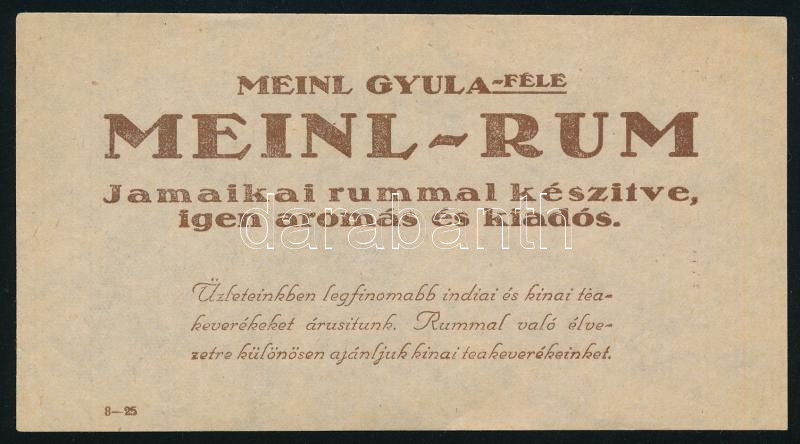 MEINL GYULA-FÉLE
MEINL-RUM
Jamaikai rummal készitve,
igen aromás és kiadós.
darabanth
Üzleteinkben legfinomabb indiai és kinai tea-
keverékeket árusitunk. Rummal való élve-
zetre különösen ajánljuk kinai teakeverékeinket.
8—25